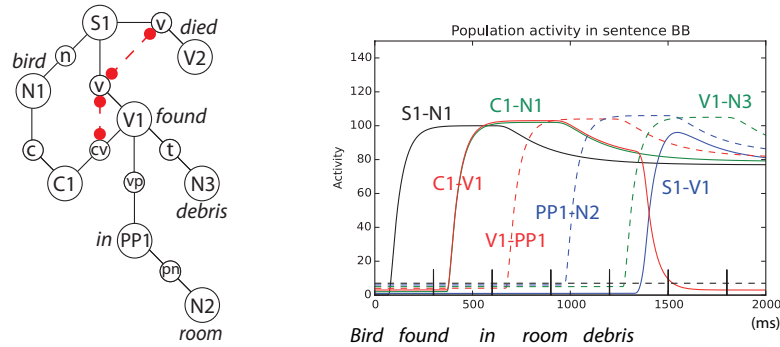 S1
v
died
n
V2
bird
v
N1
V1
found
c
cv
t
C1
N3
vp
debris
in
PP1
pn
N2
room
Population activity in sentence BB
140
120
100
80
60
40
20
0
Activity
S1-N1
C1-N1
V1-N3
C1-V1
PP1-N2
S1-V1
V1-PP1
0 500 1000 1500 2000
(ms)
Bird found in room debris